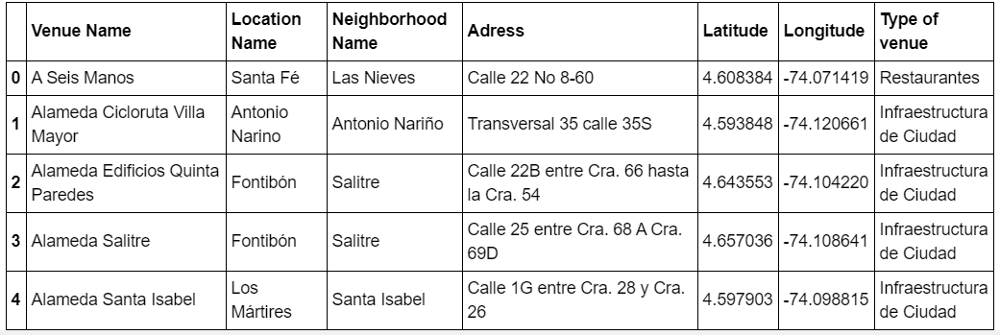 Venue Name Location Name Neighborhood Name Adress Latitude Longitude Type of venue
0 A Seis Manos Santa Fé Las Nieves Calle 22 No 8-60 4.608384 -74.071419 Restaurantes
1 Alameda Cicloruta Villa Mayor Antonio Narino Antonio Nariño Transversal 35 calle 35S 4.593848 -74.120661 Infraestructura de Ciudad
2 Alameda Edificios Quinta Paredes Fontibón Salitre Calle 22B entre Cra. 66 hasta la Cra. 54 4.643553 -74.104220 Infraestructura de Ciudad
3 Alameda Salitre Fontibón Salitre Calle 25 entre Cra. 68 A Cra. 69D 4.657036 -74.108641 Infraestructura de Ciudad
4 Alameda Santa Isabel Los Mártires Santa Isabel Calle 1G entre Cra. 28 y Cra. 26 4.597903 -74.098815 Infraestructura de Ciudad